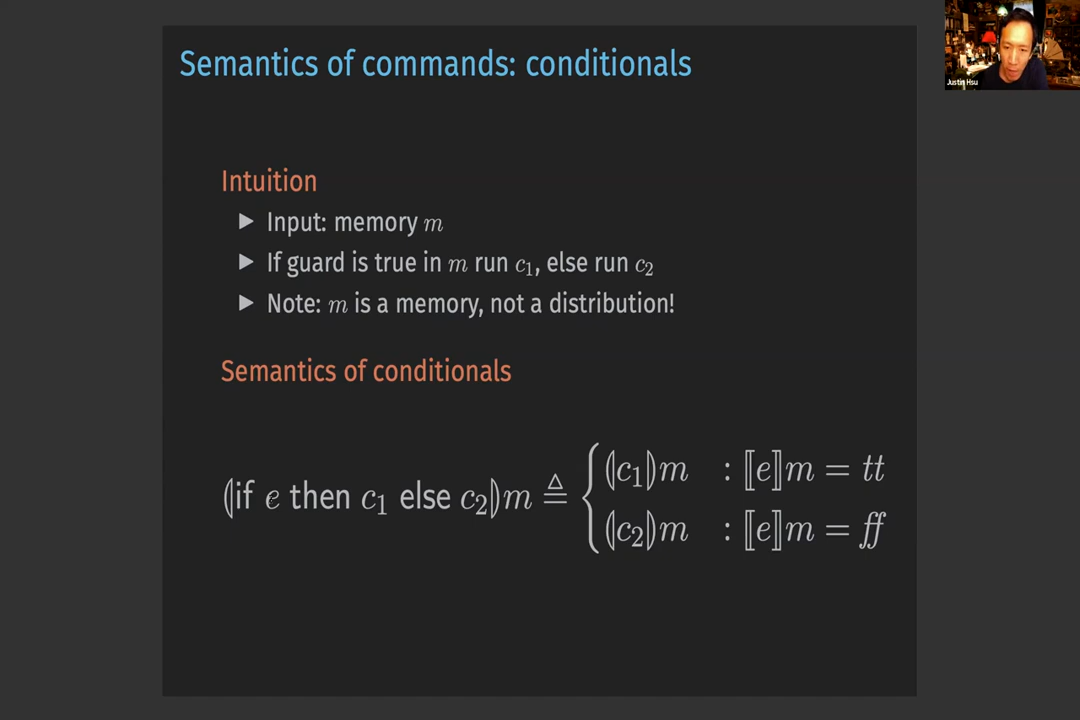 Semantics of commands: conditionals
Justin Hsu
Intuition
▶ Input: memory m
▶ If guard is true in m run c₁, else run c₂
▶ Note: m is a memory, not a distribution!
Semantics of conditionals
⦇if e then c₁ else c₂⦈m ≜ { ⦇c₁⦈m : ⟦e⟧m = tt
⦇c₂⦈m : ⟦e⟧m = ff